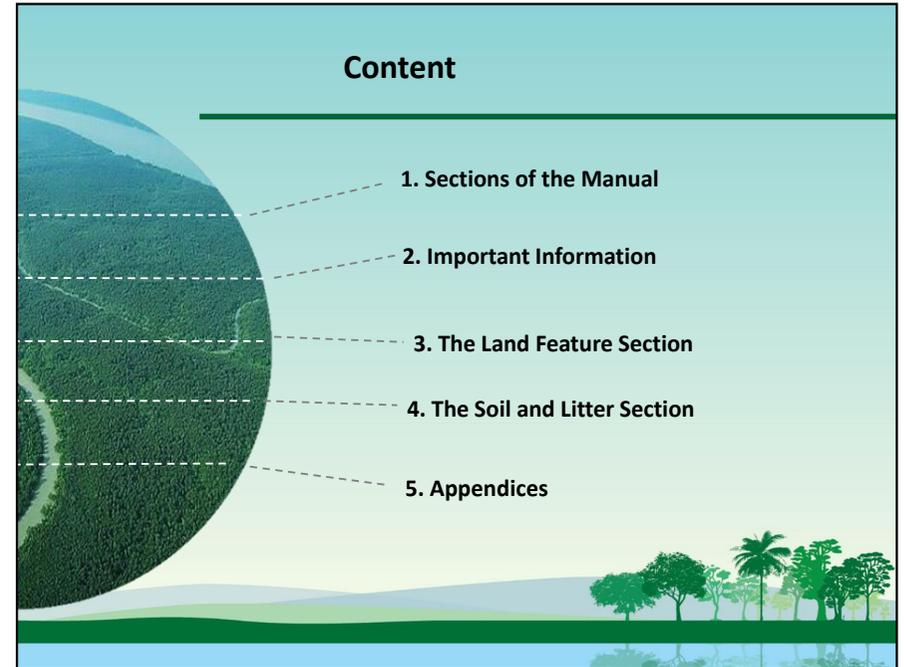 Content
1. Sections of the Manual
2. Important Information
3. The Land Feature Section
4. The Soil and Litter Section
5. Appendices